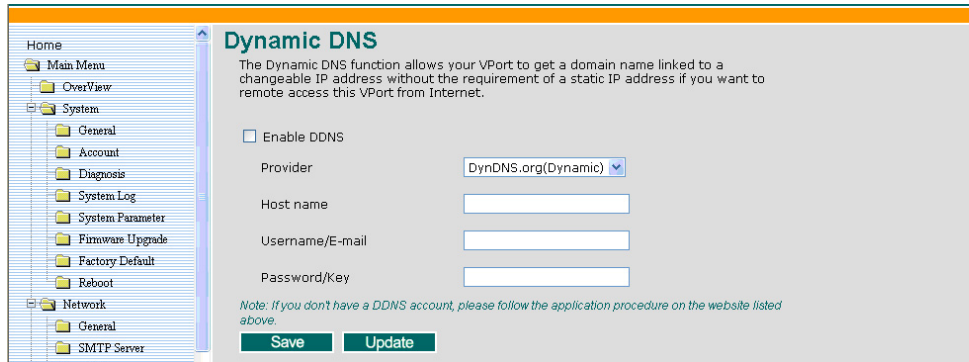 Home
Main Menu
OverView
System
General
Account
Diagnosis
System Log
System Parameter
Firmware Upgrade
Factory Default
Reboot
Network
General
SMTP Server
Dynamic DNS
The Dynamic DNS function allows your VPort to get a domain name linked to a
changeable IP address without the requirement of a static IP address if you want to
remote access this VPort from Internet.
Enable DDNS
Provider
DynDNS.org(Dynamic)
Host name
Username/E-mail
Password/Key
Note: If you don't have a DDNS account, please follow the application procedure on the website listed
above.
Save
Update